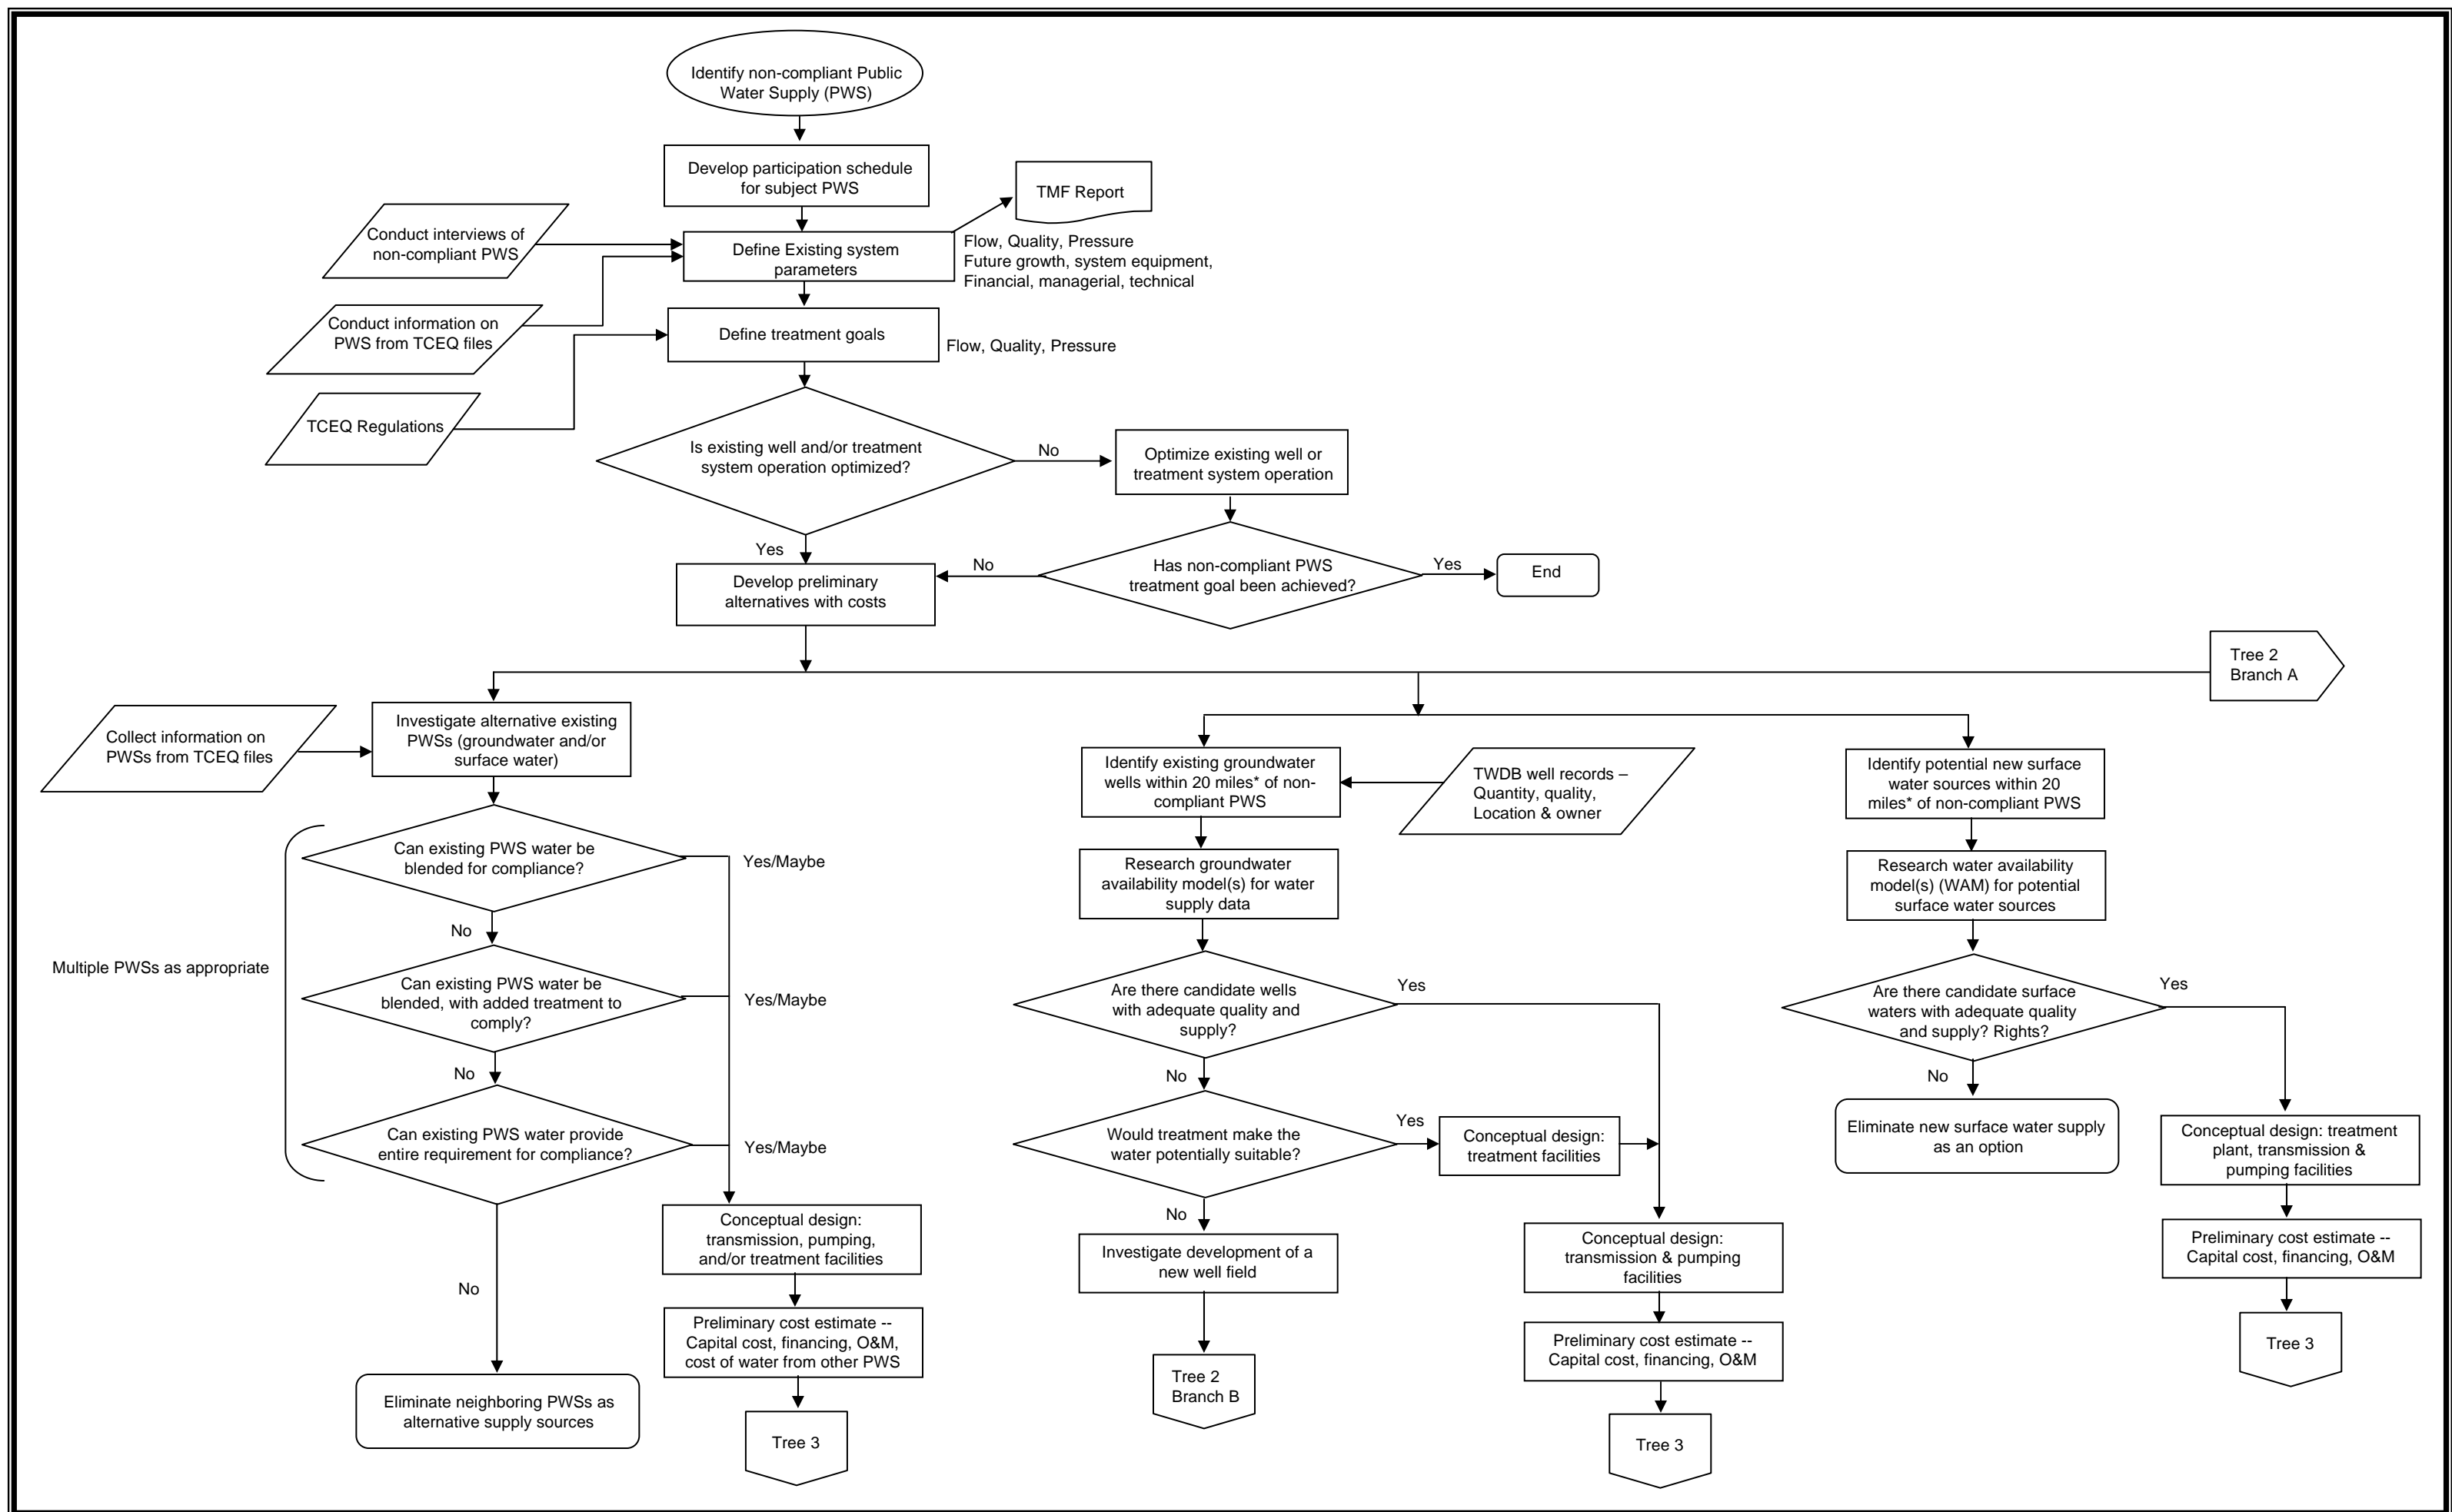 Identify non-compliant Public
Water Supply (PWS)
Develop participation schedule
for subject PWS
TMF Report
Conduct interviews of
non-compliant PWS
Define Existing system
parameters
Flow, Quality, Pressure
Future growth, system equipment,
Financial, managerial, technical
Conduct information on
PWS from TCEQ files
Define treatment goals
Flow, Quality, Pressure
TCEQ Regulations
Is existing well and/or treatment
system operation optimized?
No
Optimize existing well or
treatment system operation
Yes
Develop preliminary
alternatives with costs
No
Has non-compliant PWS
treatment goal been achieved?
Yes
End
Tree 2
Branch A
Collect information on
PWSs from TCEQ files
Investigate alternative existing
PWSs (groundwater and/or
surface water)
Can existing PWS water be
blended for compliance?
Yes/Maybe
No
Multiple PWSs as appropriate
Can existing PWS water be
blended, with added treatment to
comply?
Yes/Maybe
No
Can existing PWS water provide
entire requirement for compliance?
Yes/Maybe
No
Eliminate neighboring PWSs as
alternative supply sources
Conceptual design:
transmission, pumping,
and/or treatment facilities
Preliminary cost estimate --
Capital cost, financing, O&M,
cost of water from other PWS
Tree 3
Identify existing groundwater
wells within 20 miles* of non-
compliant PWS
TWDB well records –
Quantity, quality,
Location & owner
Research groundwater
availability model(s) for water
supply data
Are there candidate wells
with adequate quality and
supply?
Yes
No
Would treatment make the
water potentially suitable?
Yes
Conceptual design:
treatment facilities
No
Investigate development of a
new well field
Tree 2
Branch B
Conceptual design:
transmission & pumping
facilities
Preliminary cost estimate --
Capital cost, financing, O&M
Tree 3
Identify potential new surface
water sources within 20
miles* of non-compliant PWS
Research water availability
model(s) (WAM) for potential
surface water sources
Are there candidate surface
waters with adequate quality
and supply? Rights?
Yes
No
Eliminate new surface water supply
as an option
Conceptual design: treatment
plant, transmission &
pumping facilities
Preliminary cost estimate --
Capital cost, financing, O&M
Tree 3